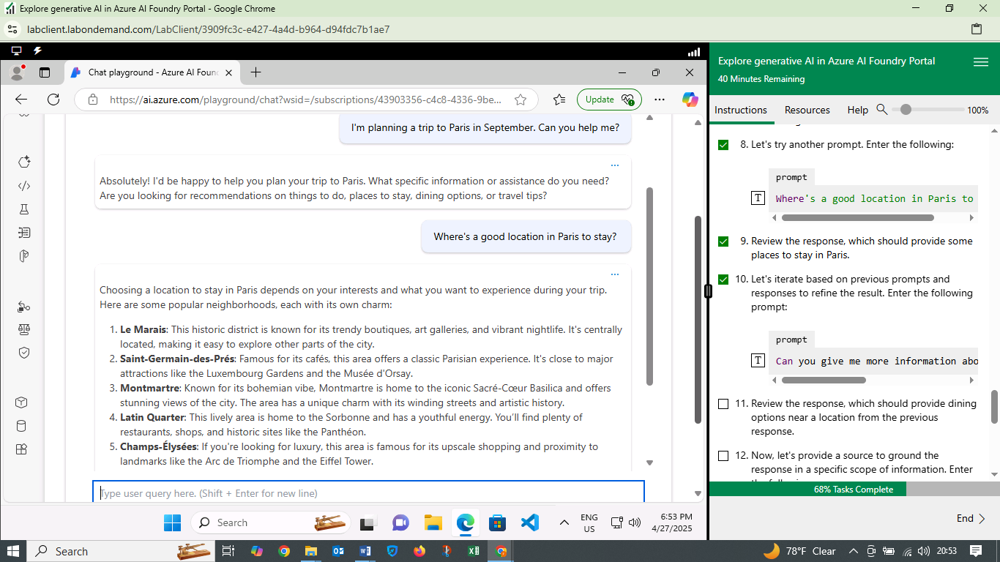 Explore generative AI in Azure AI Foundry Portal - Google Chrome
labclient.labondemand.com/LabClient/3909fc3c-e427-4a4d-b964-d94fdc7b1ae7
Chat playground - Azure AI Foun
https://ai.azure.com/playground/chat?wsid=/subscriptions/43903356-c4c8-4336-9be...
Update
I'm planning a trip to Paris in September. Can you help me?
Absolutely! I'd be happy to help you plan your trip to Paris. What specific information or assistance do you need?
Are you looking for recommendations on things to do, places to stay, dining options, or travel tips?
Where's a good location in Paris to stay?
Choosing a location to stay in Paris depends on your interests and what you want to experience during your trip.
Here are some popular neighborhoods, each with its own charm:
1. Le Marais: This historic district is known for its trendy boutiques, art galleries, and vibrant nightlife. It's centrally
located, making it easy to explore other parts of the city.
2. Saint-Germain-des-Prés: Famous for its cafés, this area offers a classic Parisian experience. It's close to major
attractions like the Luxembourg Gardens and the Musée d'Orsay.
3. Montmartre: Known for its bohemian vibe, Montmartre is home to the iconic Sacré-Cœur Basilica and offers
stunning views of the city. The area has a unique charm with its winding streets and artistic history.
4. Latin Quarter: This lively area is home to the Sorbonne and has a youthful energy. You'll find plenty of
restaurants, shops, and historic sites like the Panthéon.
5. Champs-Élysées: If you're looking for luxury, this area is famous for its upscale shopping and proximity to
landmarks like the Arc de Triomphe and the Eiffel Tower.
Type user query here. (Shift + Enter for new line)
Search
ENG
US
6:53 PM
4/27/2025
Explore generative AI in Azure AI Foundry Portal
40 Minutes Remaining
Instructions Resources Help 100%
8. Let's try another prompt. Enter the following:
prompt
T Where's a good location in Paris to
9. Review the response, which should provide some
places to stay in Paris.
10. Let's iterate based on previous prompts and
responses to refine the result. Enter the following
prompt:
prompt
T Can you give me more information abo
11. Review the response, which should provide dining
options near a location from the previous
response.
12. Now, let's provide a source to ground the
response in a specific scope of information. Enter
68% Tasks Complete
End
Search
78°F Clear
20:53